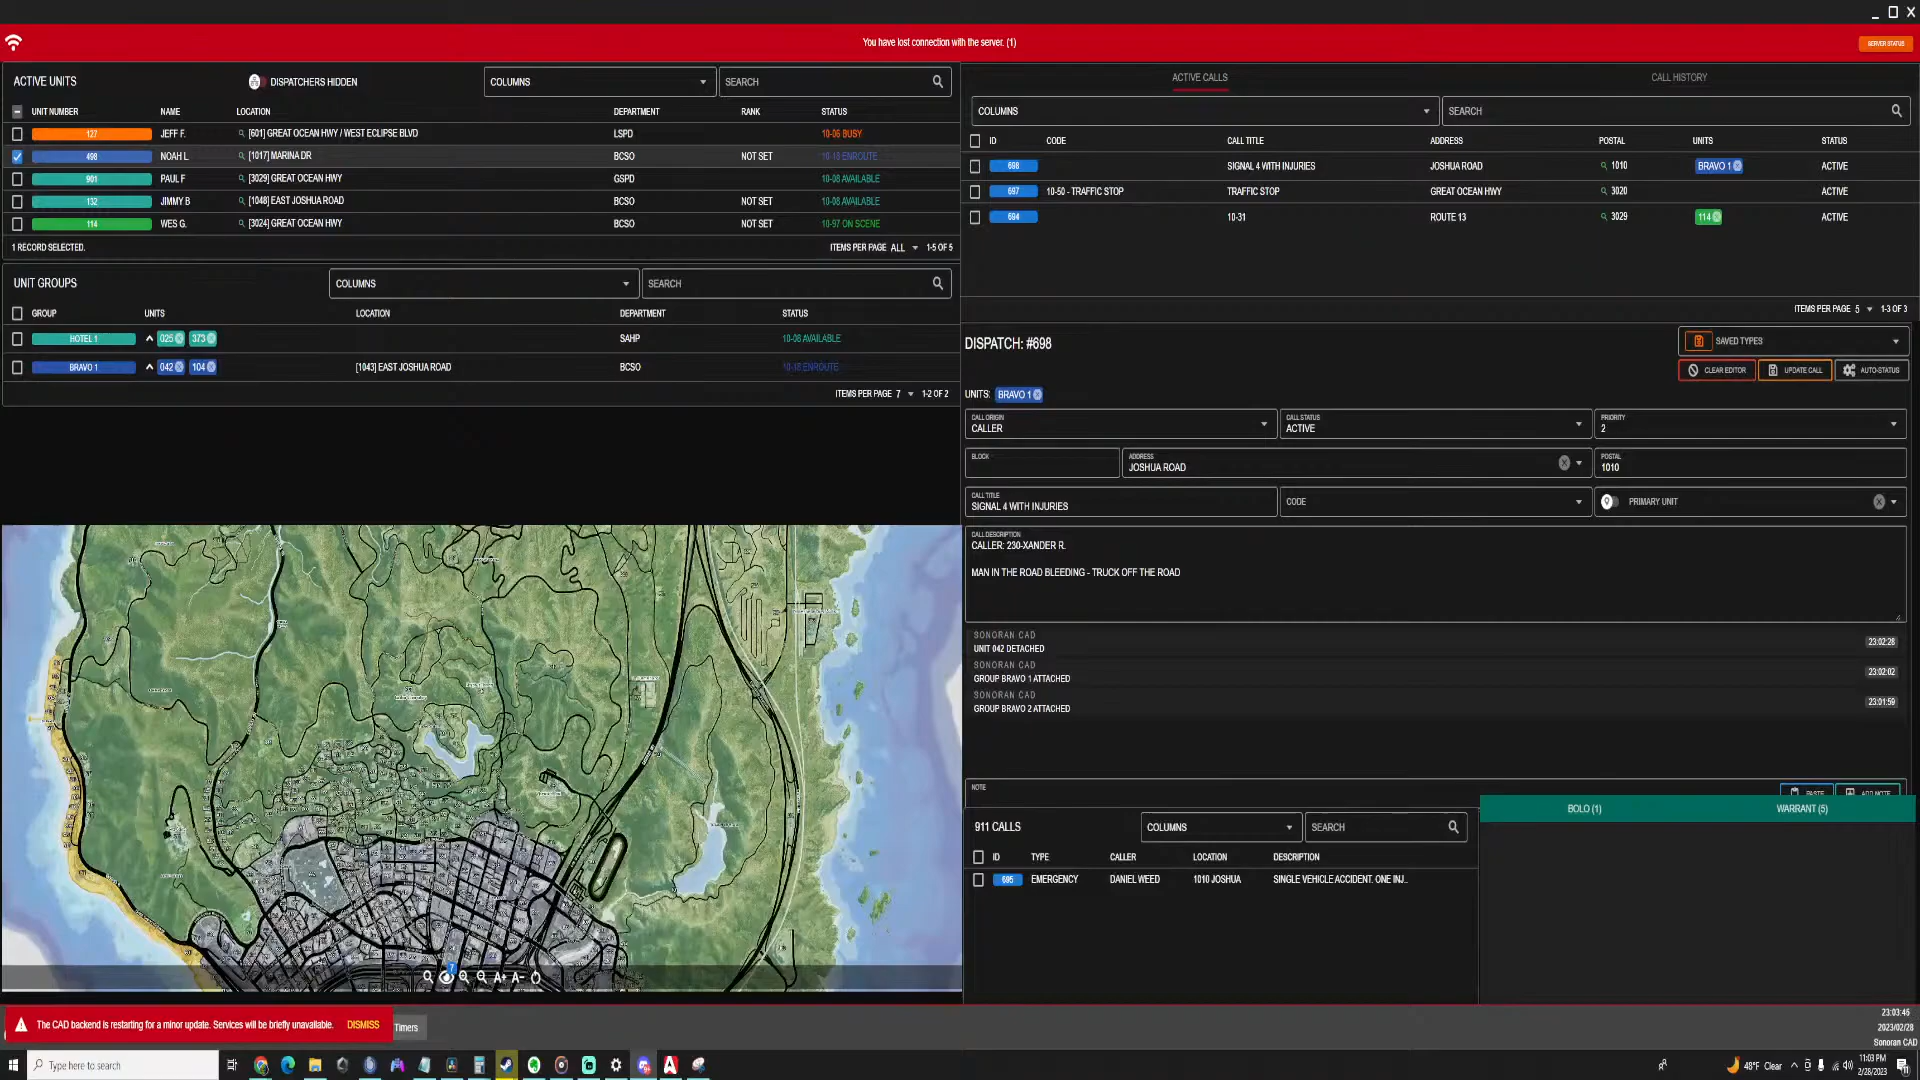 You have lost connection with the server. (1)
SERVER STATUS
ACTIVE UNITS
DISPATCHERS HIDDEN
COLUMNS
SEARCH
UNIT NUMBER NAME LOCATION DEPARTMENT RANK STATUS
127 JEFF F. [601] GREAT OCEAN HWY / WEST ECLIPSE BLVD LSPD 10-06 BUSY
498 NOAH L [1017] MARINA DR BCSO NOT SET 10-18 ENROUTE
901 PAUL F [3029] GREAT OCEAN HWY GSPD 10-08 AVAILABLE
132 JIMMY B [1048] EAST JOSHUA ROAD BCSO NOT SET 10-08 AVAILABLE
114 WES G. [3024] GREAT OCEAN HWY BCSO NOT SET 10-97 ON SCENE
1 RECORD SELECTED. ITEMS PER PAGE ALL 1-5 OF 5
UNIT GROUPS
COLUMNS
SEARCH
GROUP UNITS LOCATION DEPARTMENT STATUS
HOTEL 1 025 373 SAHP 10-08 AVAILABLE
BRAVO 1 042 104 [1043] EAST JOSHUA ROAD BCSO 10-18 ENROUTE
ITEMS PER PAGE 7 1-2 OF 2
7
A+ A-
ACTIVE CALLS
CALL HISTORY
COLUMNS
SEARCH
ID CODE CALL TITLE ADDRESS POSTAL UNITS STATUS
698 SIGNAL 4 WITH INJURIES JOSHUA ROAD 1010 BRAVO 1 ACTIVE
697 10-50 - TRAFFIC STOP TRAFFIC STOP GREAT OCEAN HWY 3020 ACTIVE
694 10-31 ROUTE 13 3029 114 ACTIVE
ITEMS PER PAGE 5 1-3 OF 3
DISPATCH: #698
SAVED TYPES
CLEAR EDITOR
UPDATE CALL
AUTO-STATUS
UNITS: BRAVO 1
CALL ORIGIN
CALLER
CALL STATUS
ACTIVE
PRIORITY
2
BLOCK
ADDRESS
JOSHUA ROAD
POSTAL
1010
CALL TITLE
SIGNAL 4 WITH INJURIES
CODE
PRIMARY UNIT
CALL DESCRIPTION
CALLER: 230-XANDER R.
MAN IN THE ROAD BLEEDING - TRUCK OFF THE ROAD
SONORAN CAD
UNIT 042 DETACHED
23:02:28
SONORAN CAD
GROUP BRAVO 1 ATTACHED
23:02:02
SONORAN CAD
GROUP BRAVO 2 ATTACHED
23:01:59
NOTE
PASTE
ADD NOTE
911 CALLS
COLUMNS
SEARCH
ID TYPE CALLER LOCATION DESCRIPTION
695 EMERGENCY DANIEL WEED 1010 JOSHUA SINGLE VEHICLE ACCIDENT. ONE INJ...
BOLO (1)
WARRANT (5)
The CAD backend is restarting for a minor update. Services will be briefly unavailable. DISMISS
Timers
23:03:45
2023/02/28
Sonoran CAD
Type here to search
48°F Clear
11:03 PM
2/28/2023